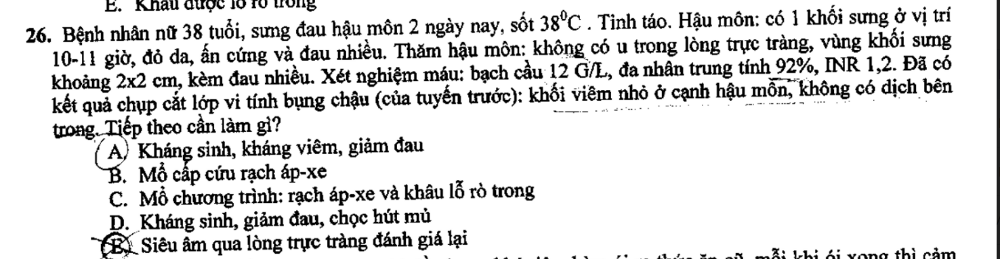 E. Khâu được lỗ rò trong
26. Bệnh nhân nữ 38 tuổi, sưng đau hậu môn 2 ngày nay, sốt 38⁰C . Tỉnh táo. Hậu môn: có 1 khối sưng ở vị trí
10-11 giờ, đỏ da, ấn cứng và đau nhiều. Thăm hậu môn: không có u trong lòng trực tràng, vùng khối sưng
khoảng 2x2 cm, kèm đau nhiều. Xét nghiệm máu: bạch cầu 12 G/L, đa nhân trung tính 92%, INR 1,2. Đã có
kết quả chụp cắt lớp vi tính bụng chậu (của tuyến trước): khối viêm nhỏ ở cạnh hậu môn, không có dịch bên
trong. Tiếp theo cần làm gì?
A. Kháng sinh, kháng viêm, giảm đau
B. Mổ cấp cứu rạch áp-xe
C. Mổ chương trình: rạch áp-xe và khâu lỗ rò trong
D. Kháng sinh, giảm đau, chọc hút mủ
E. Siêu âm qua lòng trực tràng đánh giá lại
mỗi khi ói xong thì cảm